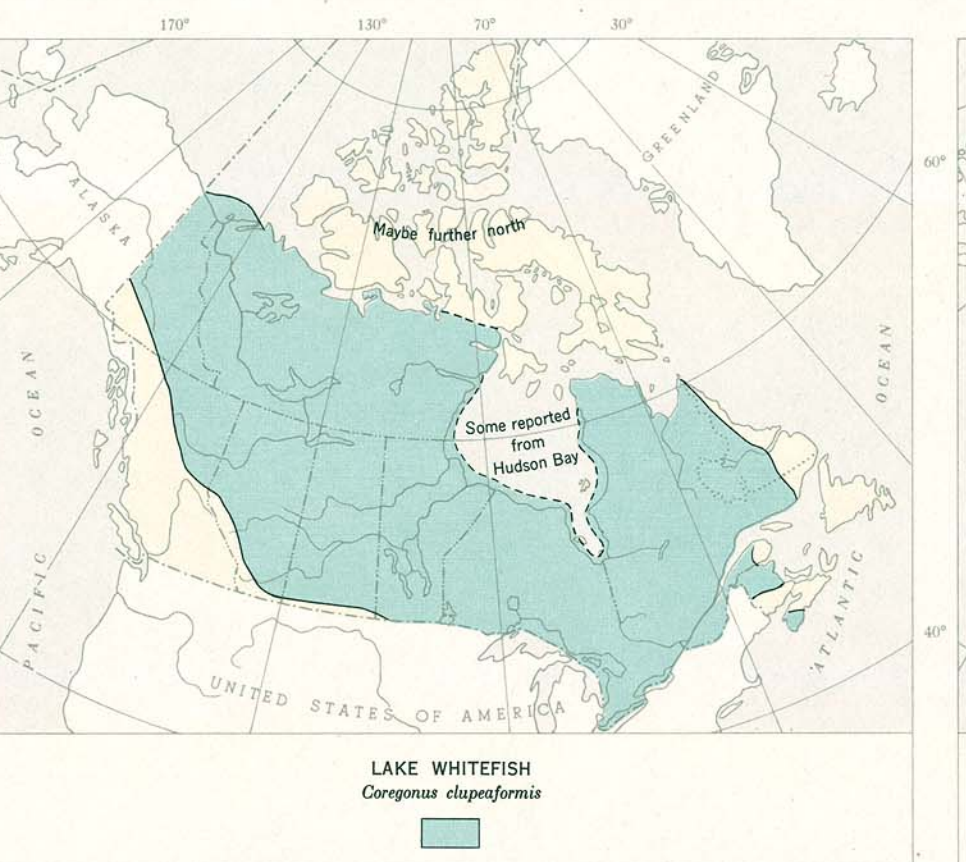 170° 130° 70° 30°
60°
GREENLAND
ALASKA
Maybe further north
OCEAN
OCEAN
Some reported
from
Hudson Bay
PACIFIC
ATLANTIC
40°
UNITED STATES OF AMERICA
LAKE WHITEFISH
Coregonus clupeaformis